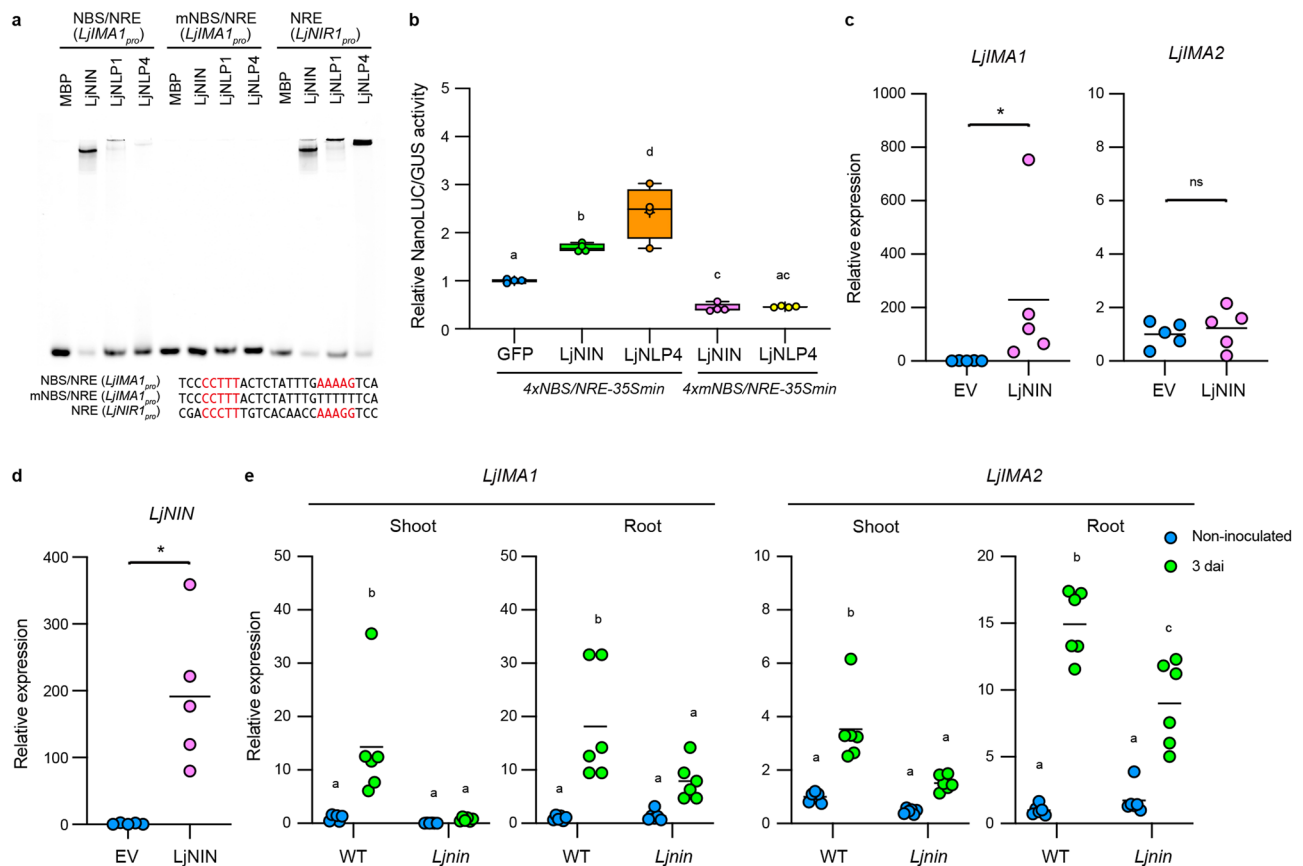 a
NBS/NRE
(LjIMA1pro)
mNBS/NRE
(LjIMA1pro)
NRE
(LjNIR1pro)
MBP
LjNIN
LjNLP1
LjNLP4
MBP
LjNIN
LjNLP1
LjNLP4
MBP
LjNIN
LjNLP1
LjNLP4
NBS/NRE (LjIMA1pro) TCCCCTTTACTCTATTTGAAAAGTCA
mNBS/NRE (LjIMA1pro) TCCCCTTTACTCTATTTGTTTTTTCA
NRE (LjNIR1pro) CGACCCTTTGTCACAACCAAAGGTCC
b
Relative NanoLUC/GUS activity
5
4
3
2
1
0
a
b
d
c
ac
GFP LjNIN LjNLP4 LjNIN LjNLP4
4xNBS/NRE-35Smin 4xmNBS/NRE-35Smin
c
LjIMA1
Relative expression
1000
800
600
400
200
0
*
EV LjNIN
LjIMA2
10
8
6
4
2
0
ns
EV LjNIN
d
LjNIN
Relative expression
400
300
200
100
0
*
EV LjNIN
e
LjIMA1
Shoot
Relative expression
50
40
30
20
10
0
a
b
a
a
WT Ljnin
Root
50
40
30
20
10
0
a
b
a
a
WT Ljnin
LjIMA2
Shoot
10
8
6
4
2
0
a
b
a
a
WT Ljnin
Root
20
15
10
5
0
a
b
a
c
WT Ljnin
Non-inoculated
3 dai